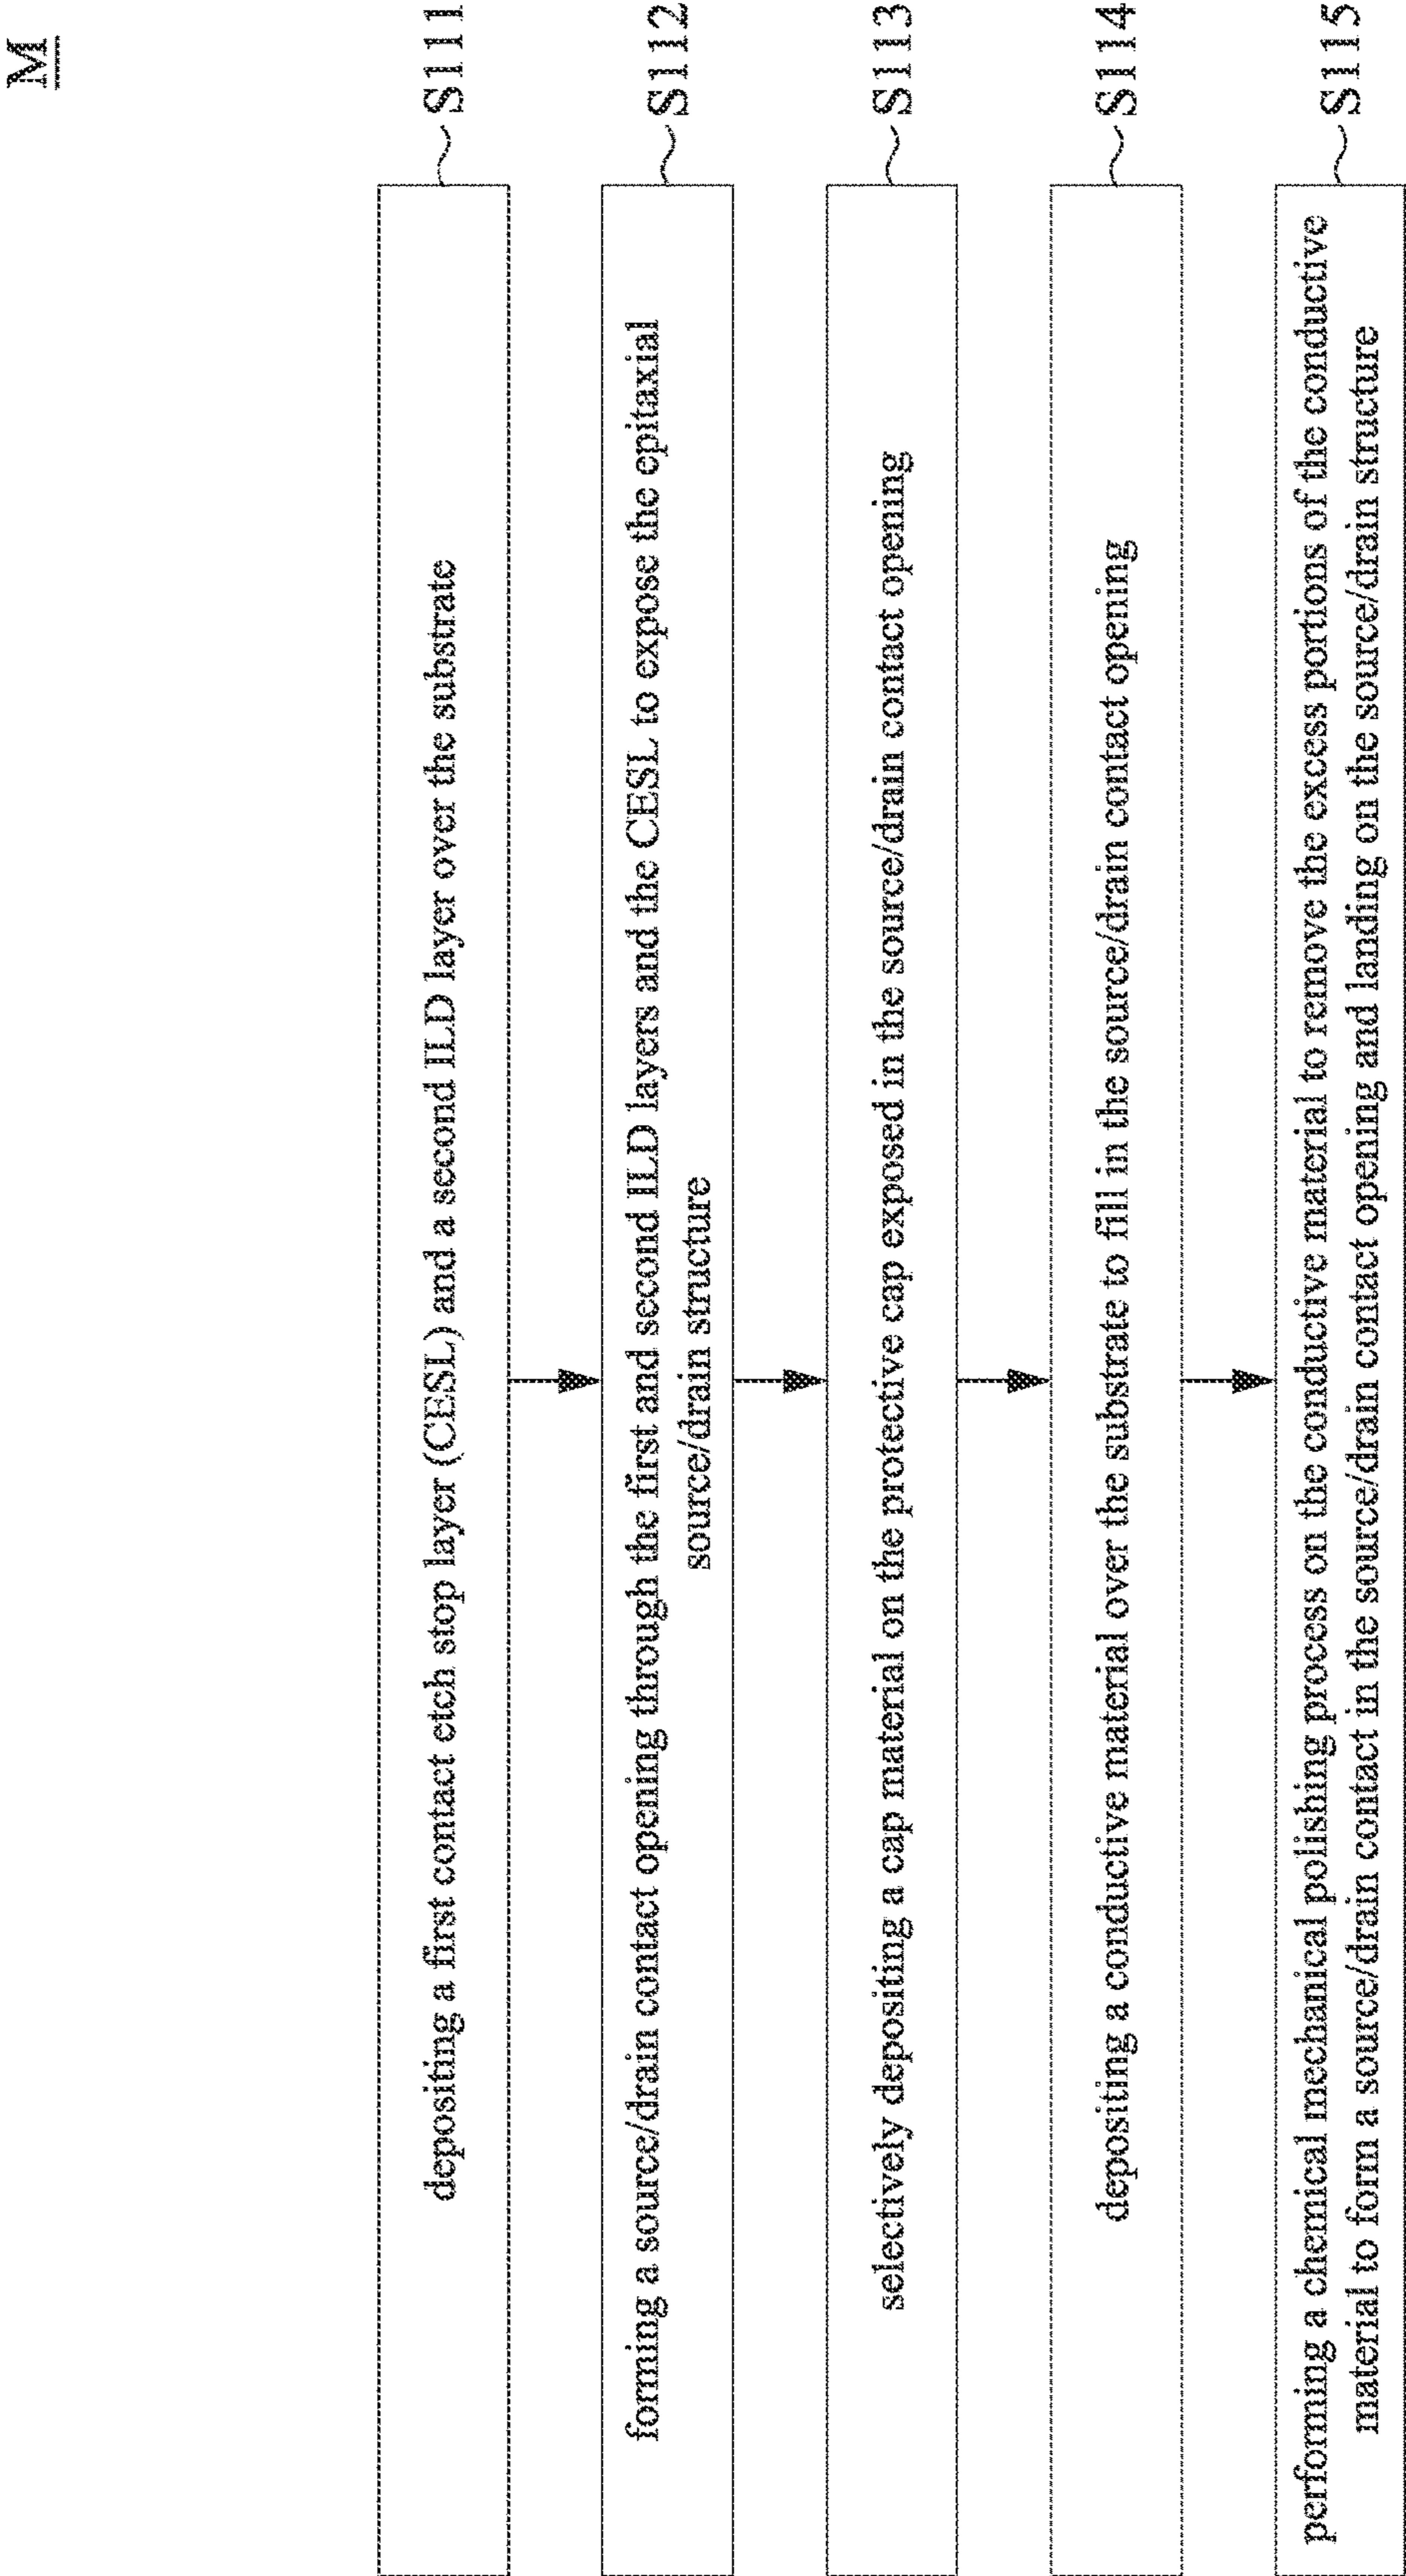 M
depositing a first contact etch stop layer (CESL) and a second ILD layer over the substrate
S111
forming a source/drain contact opening through the first and second ILD layers and the CESL to expose the epitaxial
source/drain structure
S112
selectively depositing a cap material on the protective cap exposed in the source/drain contact opening
S113
depositing a conductive material over the substrate to fill in the source/drain contact opening
S114
performing a chemical mechanical polishing process on the conductive material to remove the excess portions of the conductive
material to form a source/drain contact in the source/drain contact opening and landing on the source/drain structure
S115